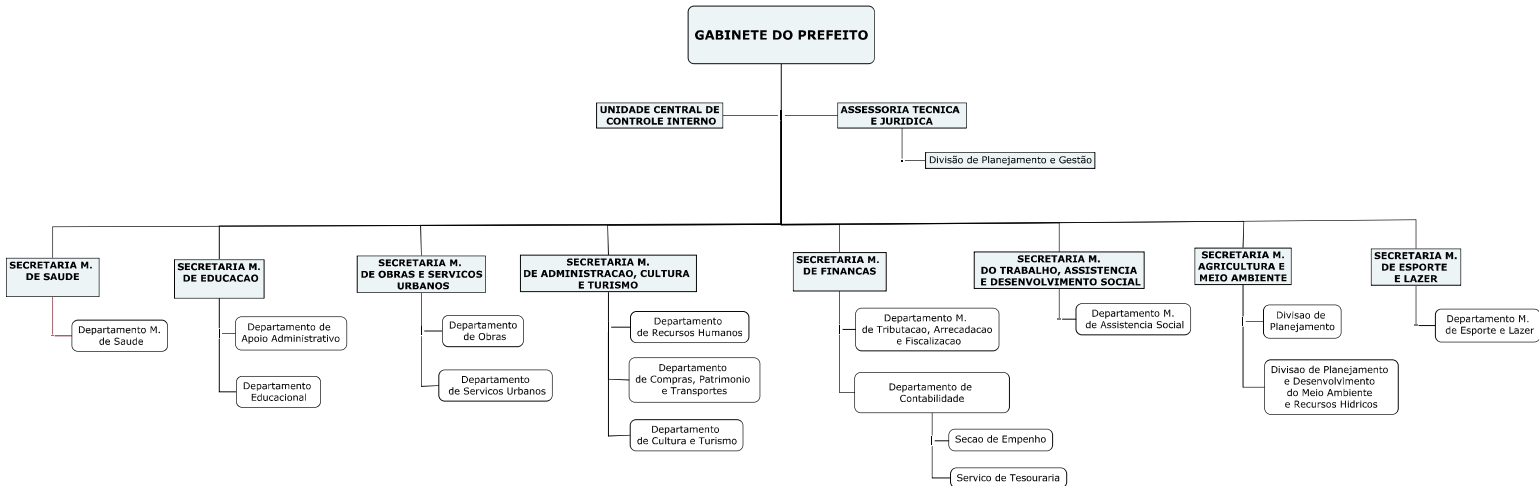 GABINETE DO PREFEITO
UNIDADE CENTRAL DE
CONTROLE INTERNO
ASSESSORIA TECNICA
E JURIDICA
Divisão de Planejamento e Gestão
SECRETARIA M.
DE SAUDE
Departamento M.
de Saude
SECRETARIA M.
DE EDUCACAO
Departamento de
Apoio Administrativo
Departamento
Educacional
SECRETARIA M.
DE OBRAS E SERVICOS
URBANOS
Departamento
de Obras
Departamento
de Servicos Urbanos
SECRETARIA M.
DE ADMINISTRACAO, CULTURA
E TURISMO
Departamento
de Recursos Humanos
Departamento
de Compras, Patrimonio
e Transportes
Departamento
de Cultura e Turismo
SECRETARIA M.
DE FINANCAS
Departamento M.
de Tributacao, Arrecadacao
e Fiscalizacao
Departamento de
Contabilidade
Secao de Empenho
Servico de Tesouraria
SECRETARIA M.
DO TRABALHO, ASSISTENCIA
E DESENVOLVIMENTO SOCIAL
Departamento M.
de Assistencia Social
SECRETARIA M.
AGRICULTURA E
MEIO AMBIENTE
Divisao de
Planejamento
Divisao de Planejamento
e Desenvolvimento
do Meio Ambiente
e Recursos Hidricos
SECRETARIA M.
DE ESPORTE
E LAZER
Departamento M.
de Esporte e Lazer